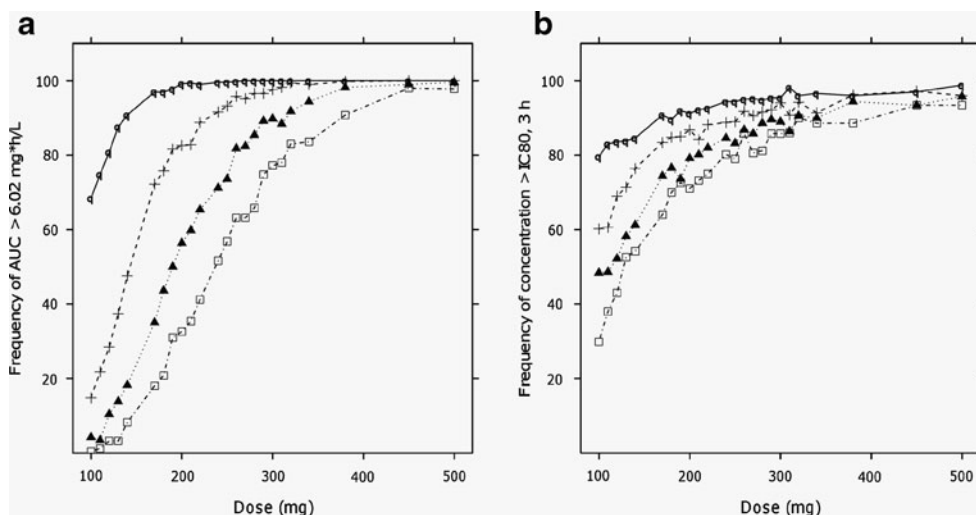 a
Frequency of AUC > 6.02 mg*h/L
100
80
60
40
20
100 200 300 400 500
Dose (mg)
b
Frequency of concentration > IC80, 3 h
100
80
60
40
20
100 200 300 400 500
Dose (mg)